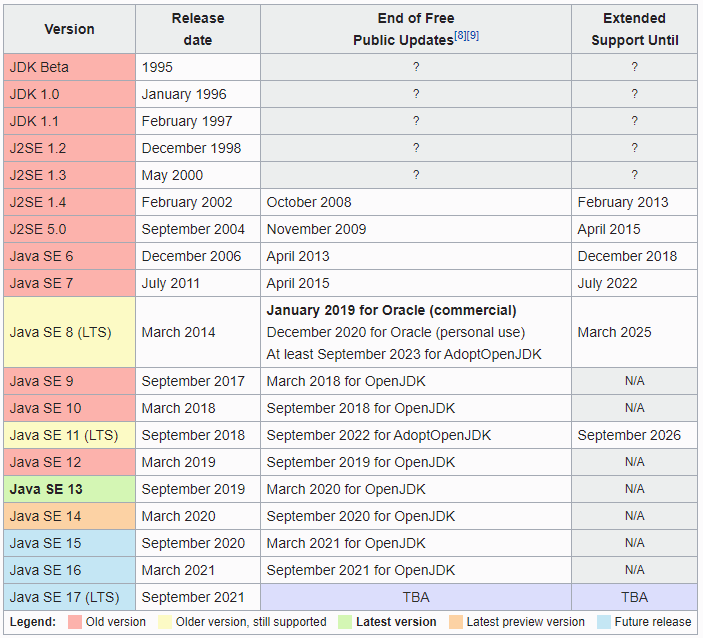 Version Release date End of Free Public Updates[8][9] Extended Support Until
JDK Beta 1995 ? ?
JDK 1.0 January 1996 ? ?
JDK 1.1 February 1997 ? ?
J2SE 1.2 December 1998 ? ?
J2SE 1.3 May 2000 ? ?
J2SE 1.4 February 2002 October 2008 February 2013
J2SE 5.0 September 2004 November 2009 April 2015
Java SE 6 December 2006 April 2013 December 2018
Java SE 7 July 2011 April 2015 July 2022
Java SE 8 (LTS) March 2014 January 2019 for Oracle (commercial)
December 2020 for Oracle (personal use)
At least September 2023 for AdoptOpenJDK March 2025
Java SE 9 September 2017 March 2018 for OpenJDK N/A
Java SE 10 March 2018 September 2018 for OpenJDK N/A
Java SE 11 (LTS) September 2018 September 2022 for AdoptOpenJDK September 2026
Java SE 12 March 2019 September 2019 for OpenJDK N/A
Java SE 13 September 2019 March 2020 for OpenJDK N/A
Java SE 14 March 2020 September 2020 for OpenJDK N/A
Java SE 15 September 2020 March 2021 for OpenJDK N/A
Java SE 16 March 2021 September 2021 for OpenJDK N/A
Java SE 17 (LTS) September 2021 TBA TBA
Legend: Old version Older version, still supported Latest version Latest preview version Future release